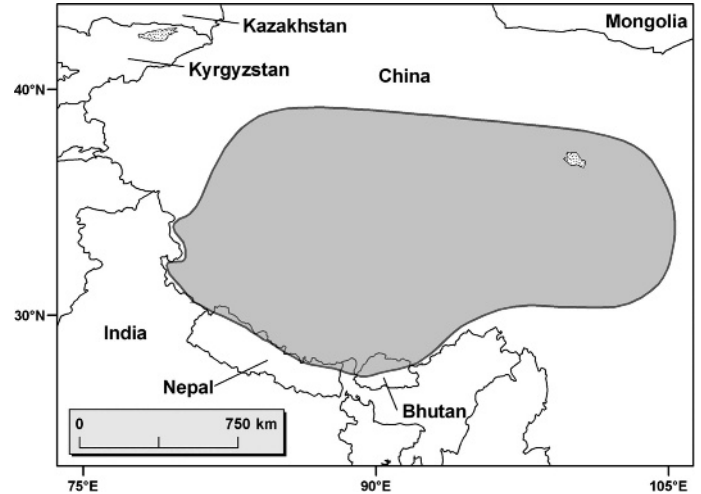 Kazakhstan
Mongolia
Kyrgyzstan
China
40°N
30°N
India
Nepal
Bhutan
0 750 km
75°E 90°E 105°E